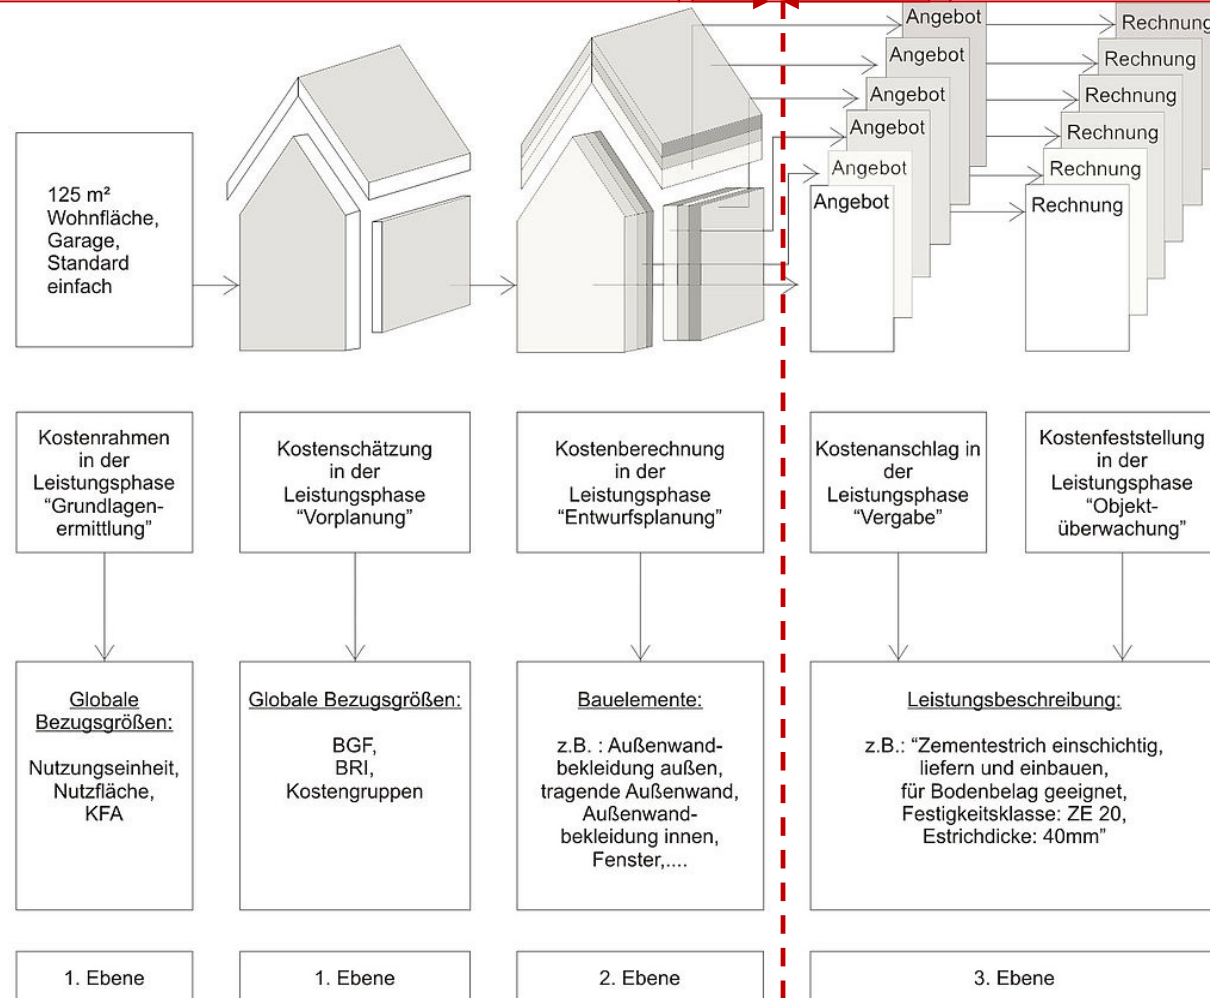 Angebot
Angebot
Angebot
Angebot
Angebot
Angebot
Rechnung
Rechnung
Rechnung
Rechnung
Rechnung
Rechnung
125 m²
Wohnfläche,
Garage,
Standard
einfach
Kostenrahmen
in der
Leistungsphase
“Grundlagen-
ermittlung”
Kostenschätzung
in der
Leistungsphase
“Vorplanung”
Kostenberechnung
in der
Leistungsphase
“Entwurfsplanung”
Kostenanschlag in
der
Leistungsphase
“Vergabe”
Kostenfeststellung
in der
Leistungsphase
“Objekt-
überwachung”
Globale
Bezugsgrößen:
Nutzungseinheit,
Nutzfläche,
KFA
Globale Bezugsgrößen:
BGF,
BRI,
Kostengruppen
Bauelemente:
z.B. : Außenwand-
bekleidung außen,
tragende Außenwand,
Außenwand-
bekleidung innen,
Fenster,....
Leistungsbeschreibung:
z.B.: “Zementestrich einschichtig,
liefern und einbauen,
für Bodenbelag geeignet,
Festigkeitsklasse: ZE 20,
Estrichdicke: 40mm”
1. Ebene
1. Ebene
2. Ebene
3. Ebene